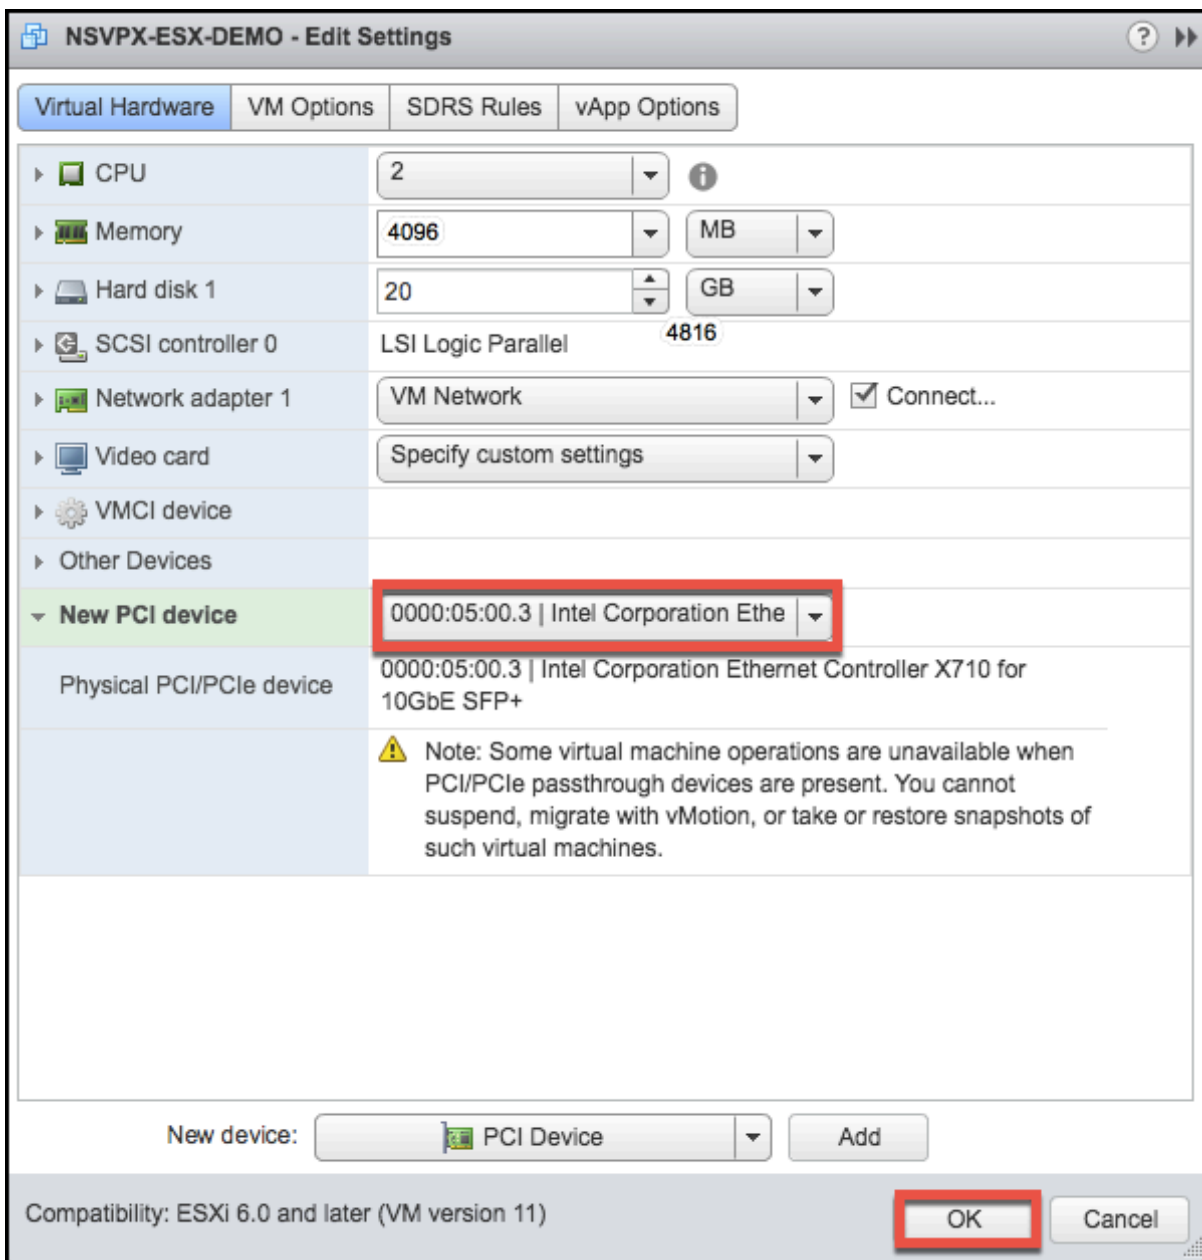 NSVPX-ESX-DEMO - Edit Settings ?
Virtual Hardware VM Options SDRS Rules vApp Options
CPU 2
Memory 4096 MB
Hard disk 1 20 GB
4816
SCSI controller 0 LSI Logic Parallel
Network adapter 1 VM Network Connect...
Video card Specify custom settings
VMCI device
Other Devices
New PCI device 0000:05:00.3 | Intel Corporation Ethe
Physical PCI/PCIe device 0000:05:00.3 | Intel Corporation Ethernet Controller X710 for
10GbE SFP+
Note: Some virtual machine operations are unavailable when
PCI/PCIe passthrough devices are present. You cannot
suspend, migrate with vMotion, or take or restore snapshots of
such virtual machines.
New device: PCI Device Add
Compatibility: ESXi 6.0 and later (VM version 11) OK Cancel